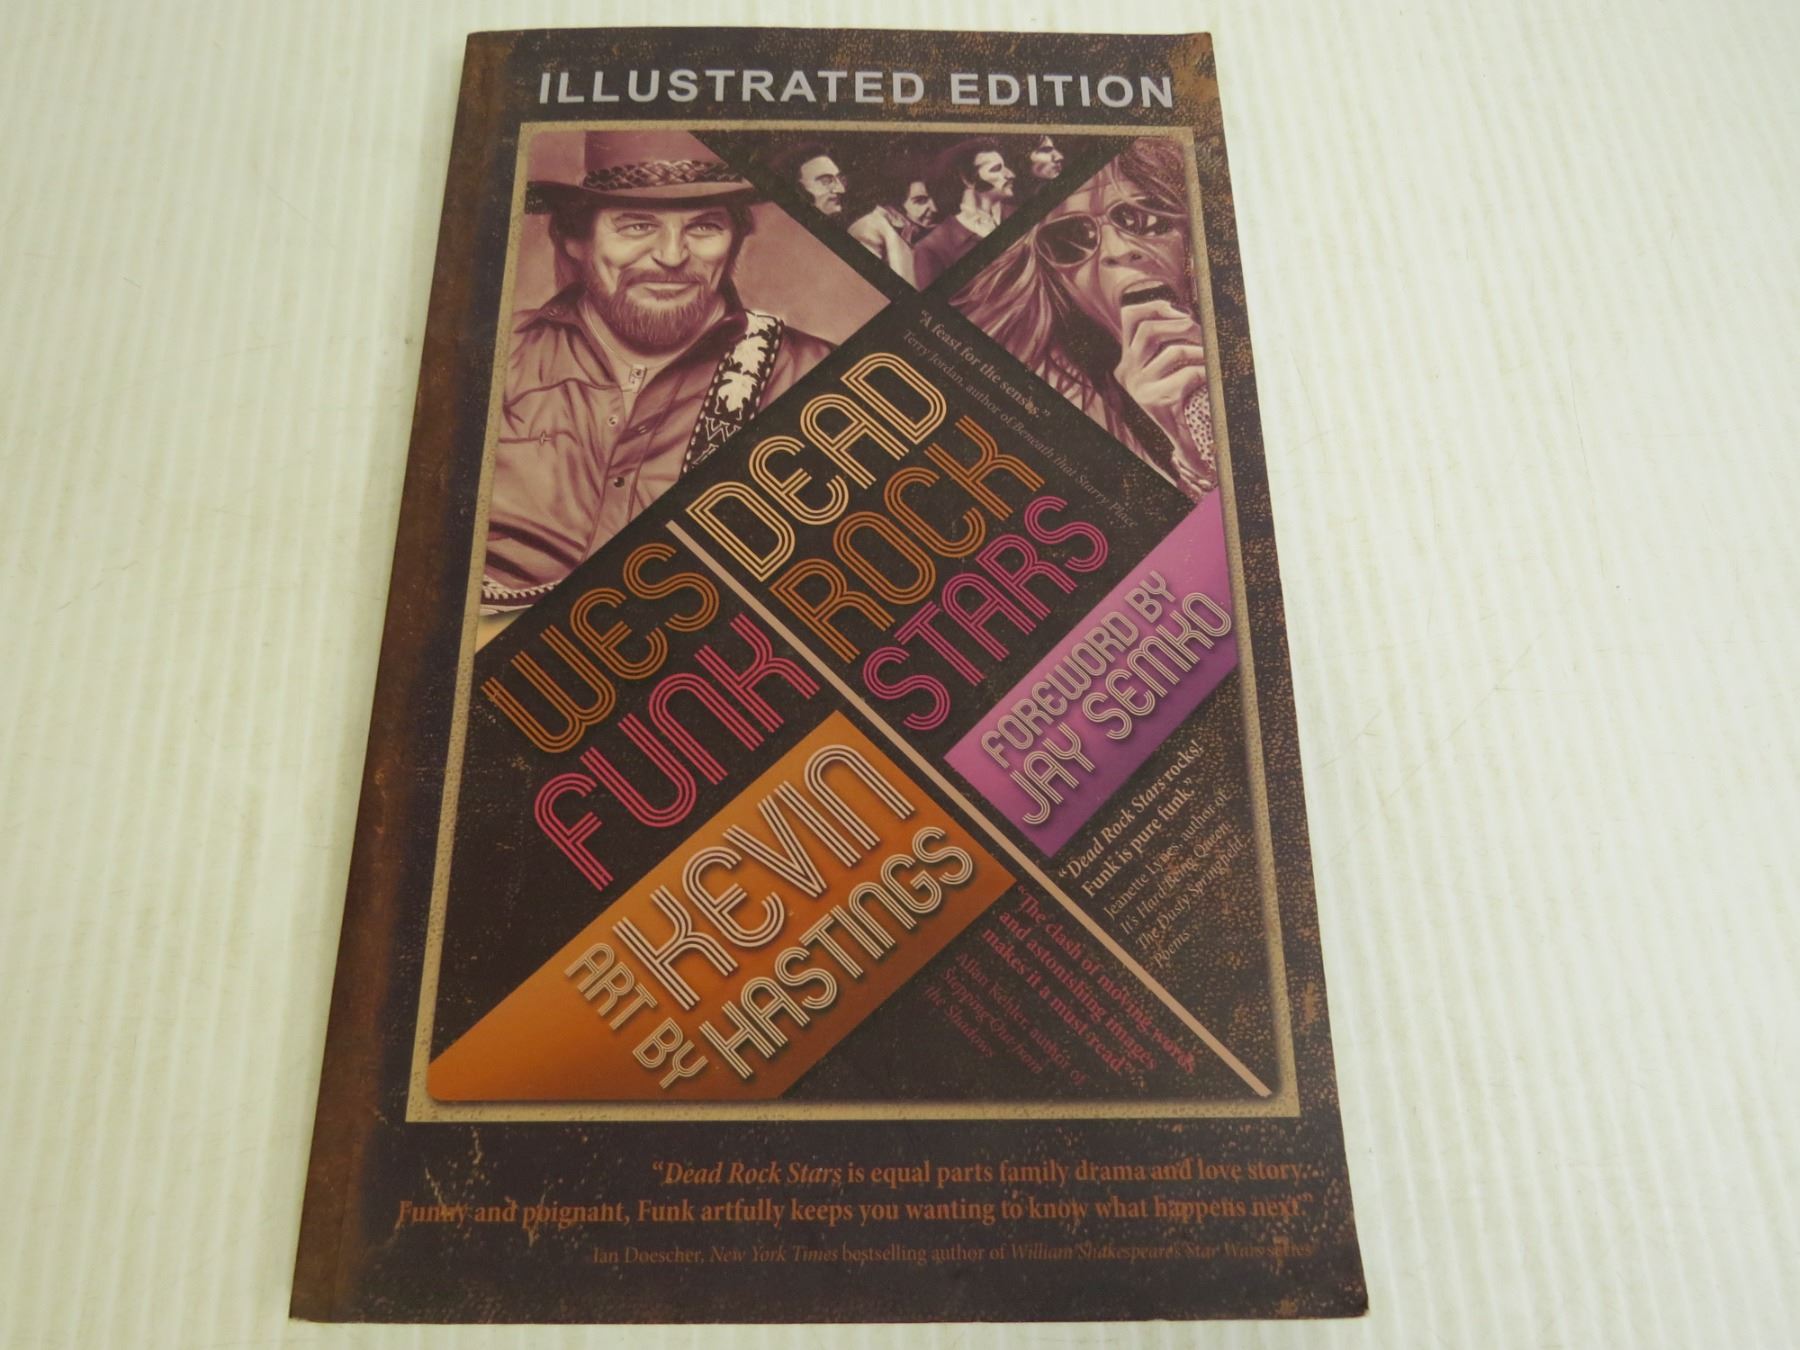 ILLUSTRATED EDITION
"A feast for the senses."
Terry Jordan, author of Beneath That Starry Place
DEAD
ROCK
STARS
WES
FUNK
FOREWORD BY
JAY SEMKO
ART BY
KEVIN
HASTINGS
"Dead Rock Stars rocks!
Funk is pure funk."
Jeanette Lynes, author of
It's Hard Being Queen:
The Dusty Springfield
Poems
"The clash of moving words
and astonishing images
makes it a must read"
Allan Kehler, author of
Stepping Out from
the Shadows
"Dead Rock Stars is equal parts family drama and love story.
Funny and poignant, Funk artfully keeps you wanting to know what happens next"
Ian Doescher, New York Times bestselling author of William Shakespeare's Star Wars series